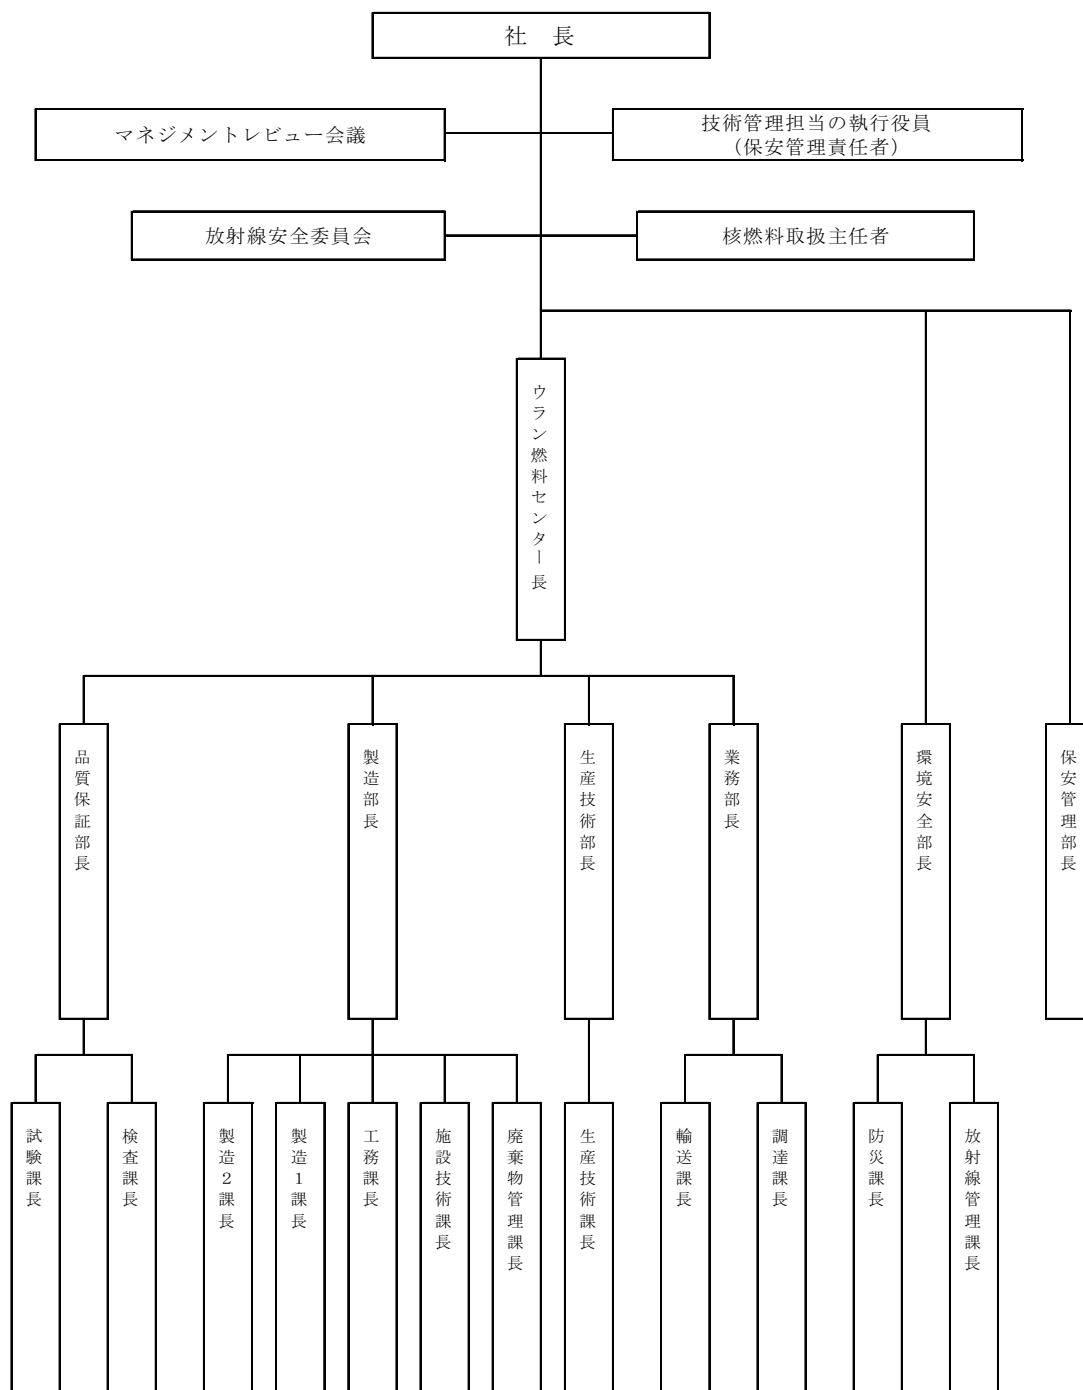 社　長
マネジメントレビュー会議
技術管理担当の執行役員
（保安管理責任者）
放射線安全委員会
核燃料取扱主任者
ウラン燃料センター長
品質保証部長
製造部長
生産技術部長
業務部長
環境安全部長
保安管理部長
試験課長
検査課長
製造２課長
製造１課長
工務課長
施設技術課長
廃棄物管理課長
生産技術課長
輸送課長
調達課長
防災課長
放射線管理課長